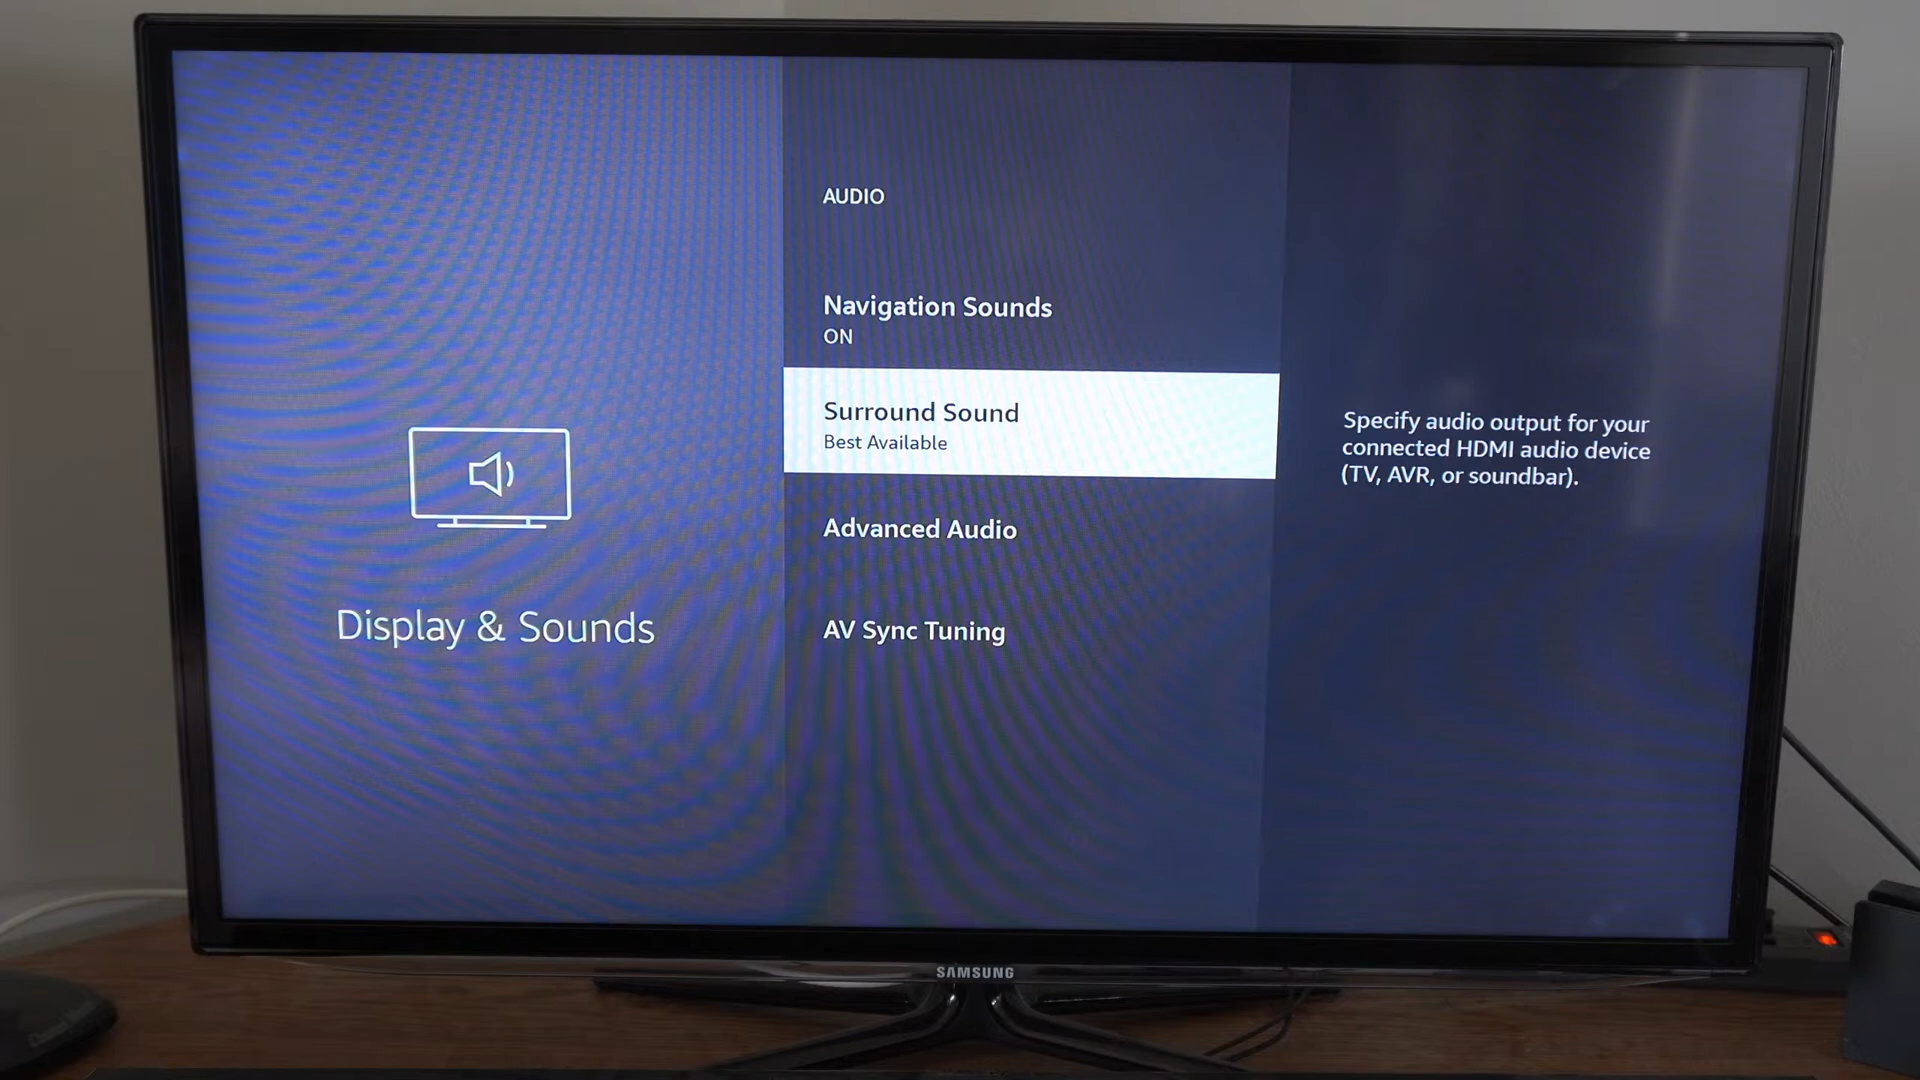 AUDIO
Navigation Sounds
ON
Surround Sound
Best Available
Advanced Audio
AV Sync Tuning
Display & Sounds
Specify audio output for your
connected HDMI audio device
(TV, AVR, or soundbar).
SAMSUNG